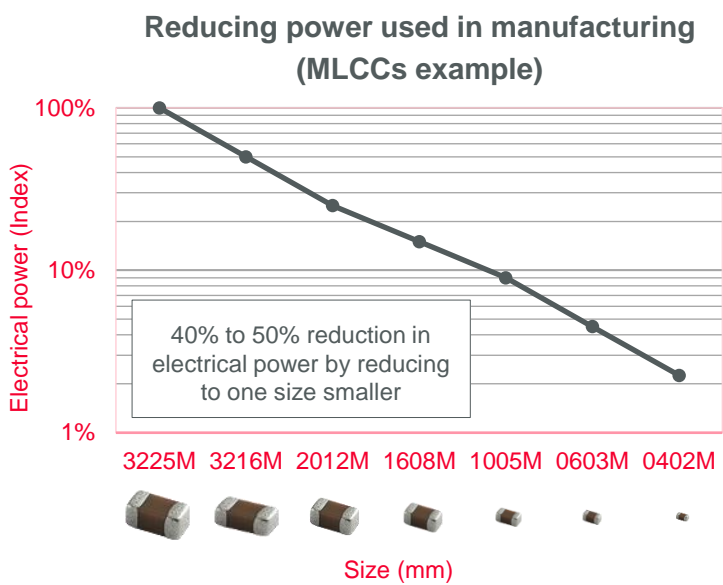 Reducing power used in manufacturing
(MLCCs example)
100%
10%
1%
Electrical power (Index)
40% to 50% reduction in
electrical power by reducing
to one size smaller
3225M 3216M 2012M 1608M 1005M 0603M 0402M
Size (mm)